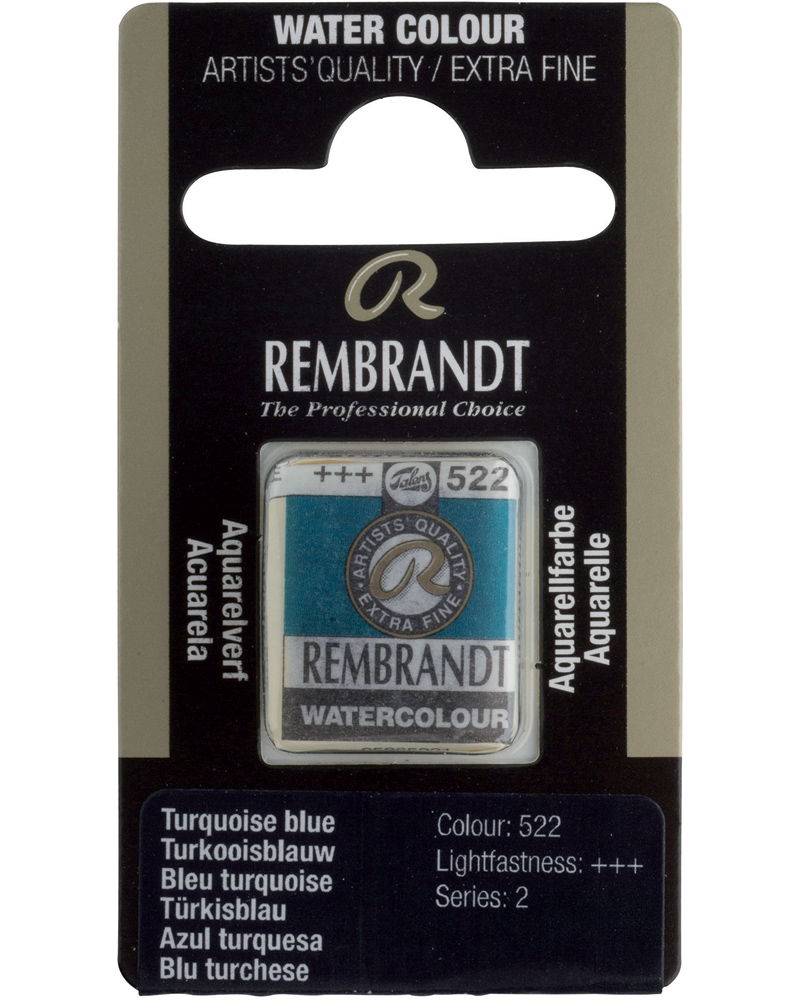 WATER COLOUR
ARTISTS' QUALITY / EXTRA FINE
R
REMBRANDT
The Professional Choice
+++ Talens 522
ARTISTS' QUALITY
R
EXTRA FINE
REMBRANDT
WATERCOLOUR
Aquarelverf
Acuarela
Aquarellfarbe
Aquarelle
Turquoise blue
Turkooisblauw
Bleu turquoise
Türkisblau
Azul turquesa
Blu turchese
Colour: 522
Lightfastness: +++
Series: 2